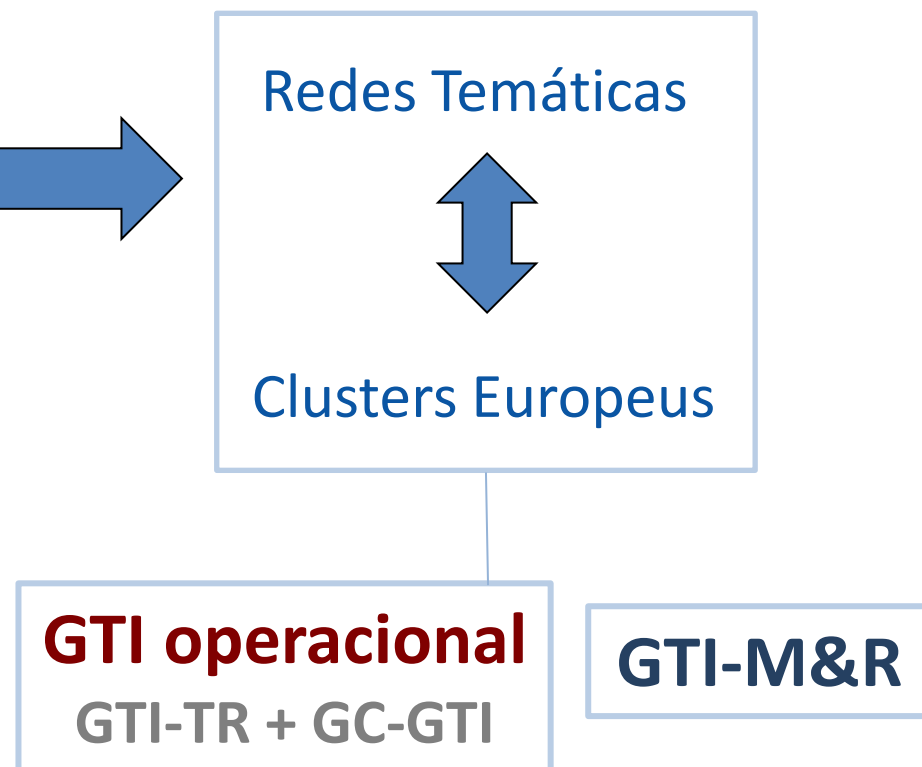 Redes Temáticas
Clusters Europeus
GTI operacional
GTI-TR + GC-GTI
GTI-M&R